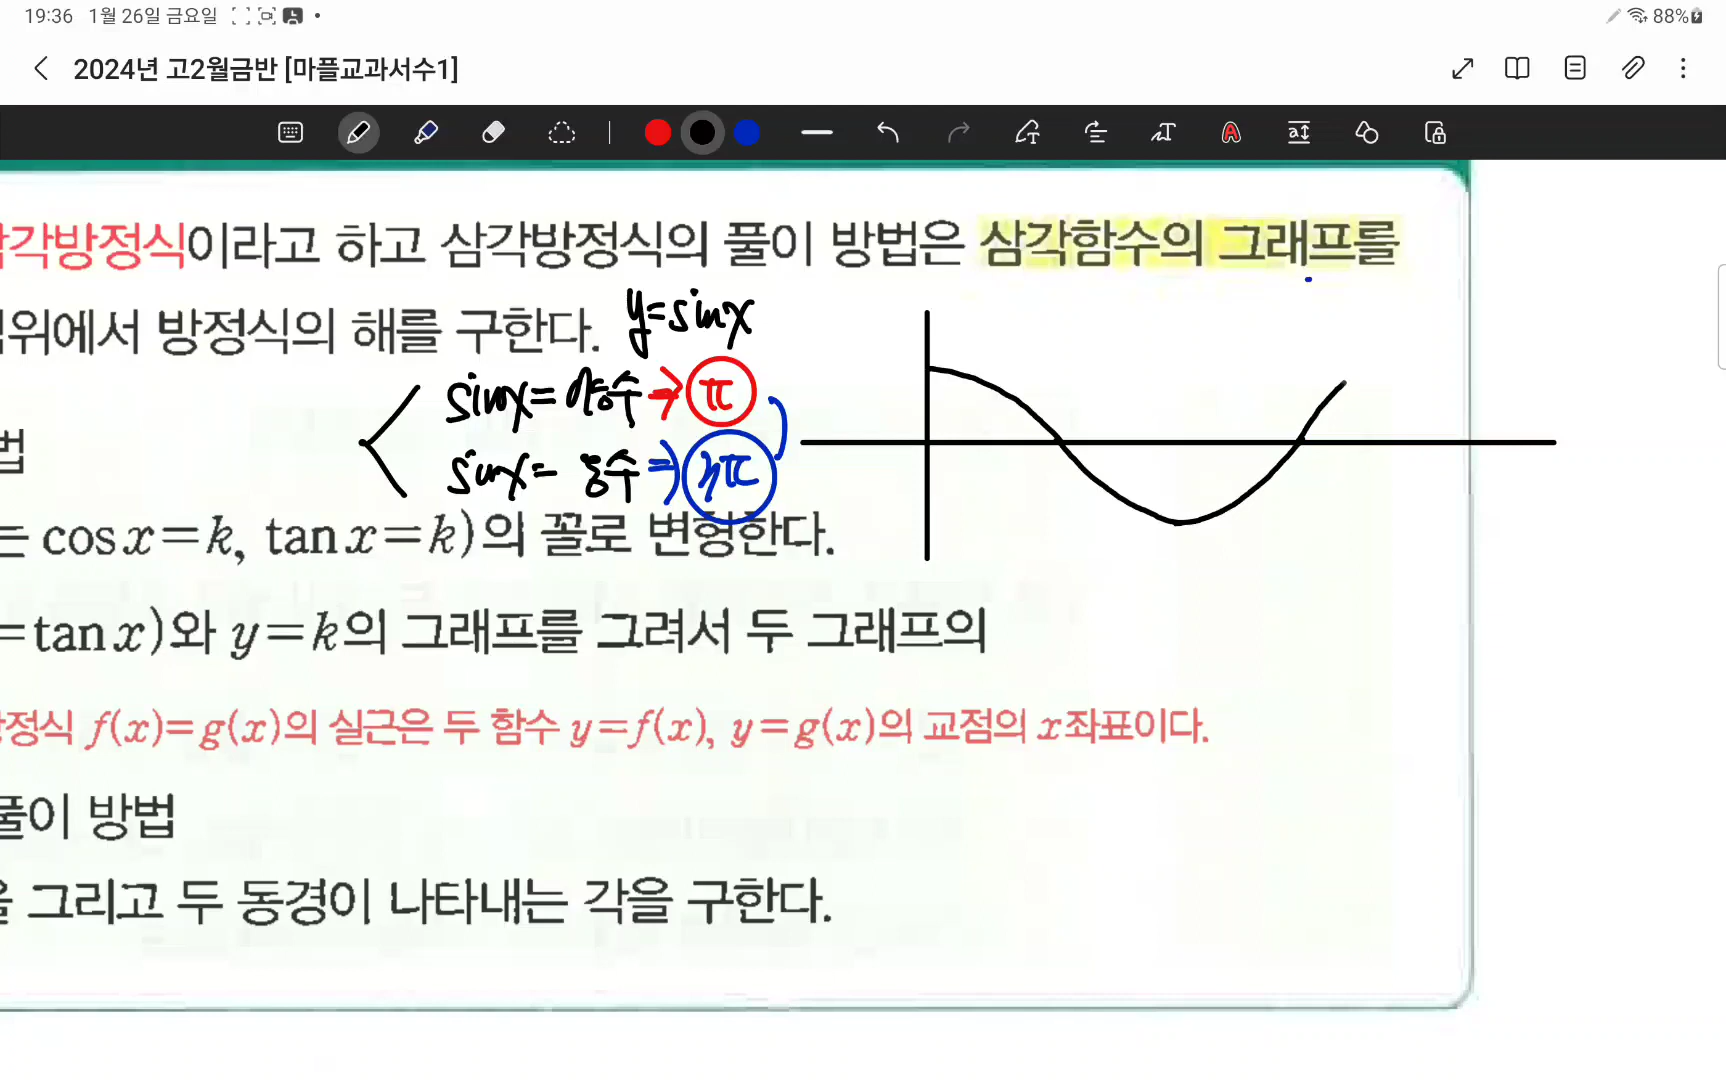 19:36 1월 26일 금요일
88%
2024년 고2월금반 [마플교과서수1]
각방정식이라고 하고 삼각방정식의 풀이 방법은 삼각함수의 그래프를
위에서 방정식의 해를 구한다.
y=sinx
sinx= 양수 → π
sinx= 음수 ⇒ 3π
법
= cos x=k, tan x=k)의 꼴로 변형한다.
=tan x)와 y=k의 그래프를 그려서 두 그래프의
방정식 f(x)=g(x)의 실근은 두 함수 y=f(x), y=g(x)의 교점의 x좌표이다.
풀이 방법
을 그리고 두 동경이 나타내는 각을 구한다.